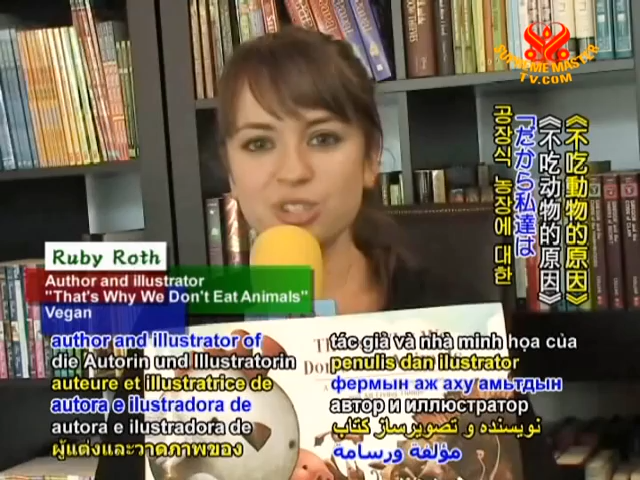 SUPREME MASTER
TV.COM
《不吃動物的原因》
《不吃动物的原因》
「だから私達は
공장식 농장에 대한
Ruby Roth
Author and illustrator
"That's Why We Don't Eat Animals"
Vegan
author and illustrator of
die Autorin und Illlustratorin
auteure et illustratrice de
autora e ilustradora de
autora e ilustradora de
ผู้แต่งและวาดภาพของ
tác giả và nhà minh họa của
penulis dan ilustrator
фермын аж аху амьтдын
автор и иллюстратор
نویسنده و تصویرساز کتاب
مؤلفة ورسامة